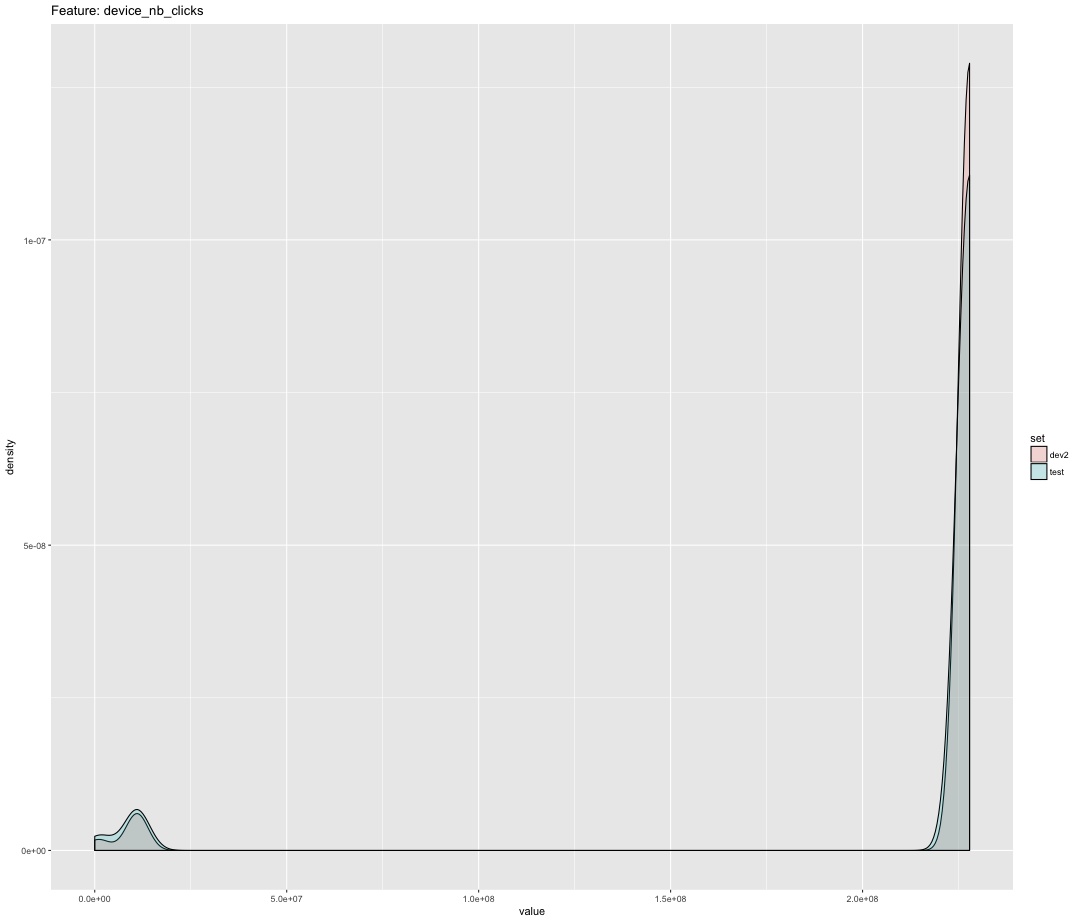 Feature: device_nb_clicks
1e-07
5e-08
0e+00
density
0.0e+00 5.0e+07 1.0e+08 1.5e+08 2.0e+08
value
set
dev2
test